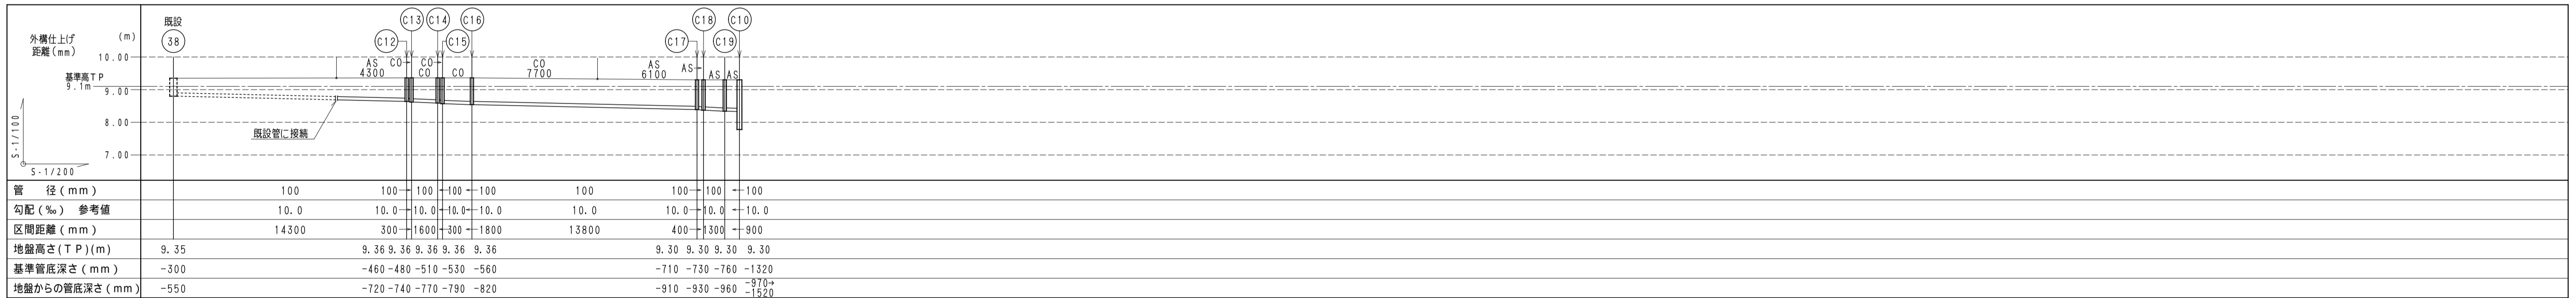 既設
38
C12
C13
C14
C15
C16
C17
C18
C19
C10
外構仕上げ
距離(mm)
(m)
10.00
基準高TP
9.1m
9.00
8.00
7.00
S-1/100
S-1/200
AS
4300
CO
CO
CO
CO
CO
7700
AS
6100
AS
AS
AS
既設管に接続
管 径(mm) 100 100 100 100 100 100 100 100 100
勾配(‰) 参考値 10.0 10.0 10.0 10.0 10.0 10.0 10.0 10.0 10.0
区間距離(mm) 14300 300 1600 300 1800 13800 400 1300 900
地盤高さ(TP)(m) 9.35 9.36 9.36 9.36 9.36 9.36 9.30 9.30 9.30 9.30
基準管底深さ(mm) -300 -460 -480 -510 -530 -560 -710 -730 -760 -1320
地盤からの管底深さ(mm) -550 -720 -740 -770 -790 -820 -910 -930 -960 -970→
-1520